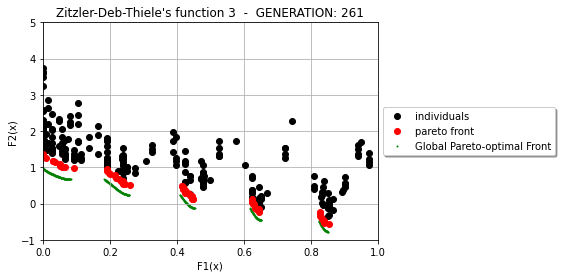 Zitzler-Deb-Thiele's function 3 - GENERATION: 261
5
4
3
2
1
0
−1
F2(x)
0.0 0.2 0.4 0.6 0.8 1.0
F1(x)
individuals
pareto front
Global Pareto-optimal Front